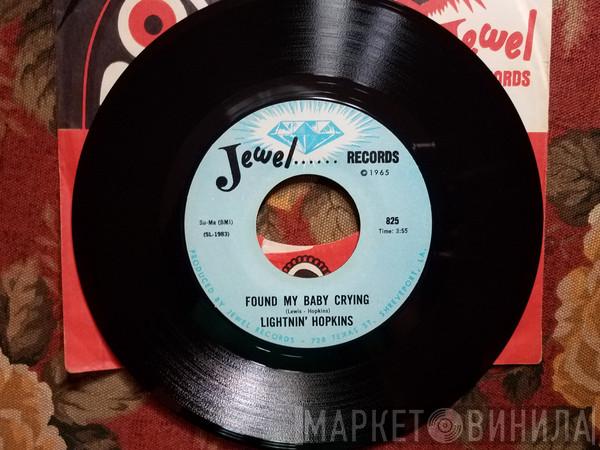 Jewel
RECORDS
Jewel...... RECORDS
©1965
Su-Ma (BMI)
(SL-1983)
825
Time: 3:55
FOUND MY BABY CRYING
(Lewis - Hopkins)
LIGHTNIN' HOPKINS
PRODUCED BY JEWEL RECORDS - 728 TEXAS ST. SHREVEPORT, LA.
МАРКЕТ ВИНИЛА